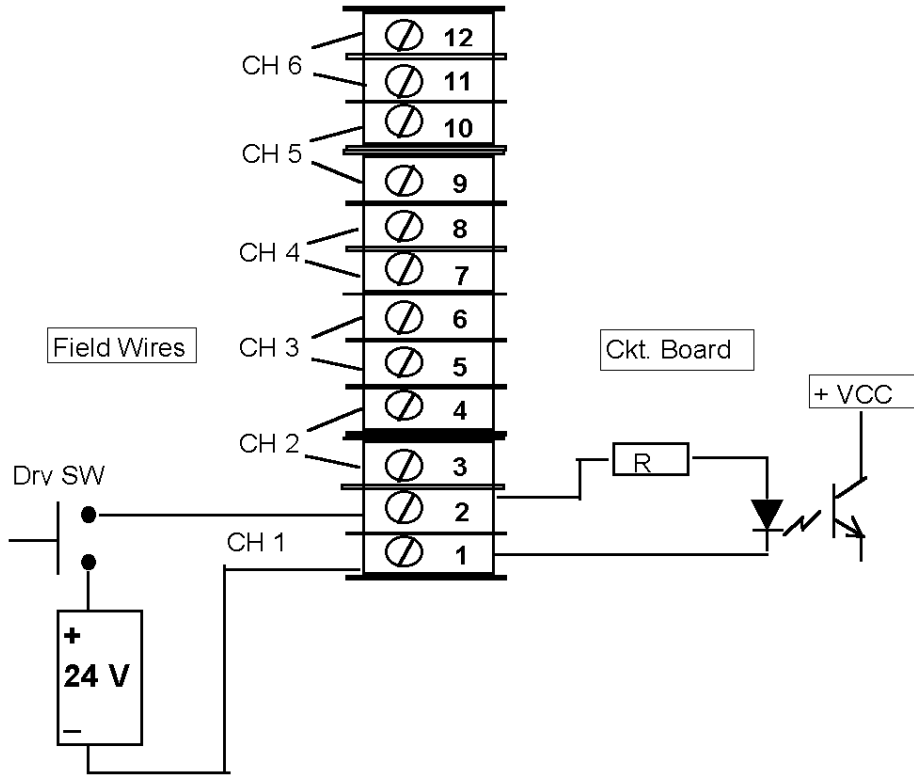 12
CH 6
11
10
CH 5
9
8
CH 4
7
6
Field Wires
CH 3
Ckt. Board
5
+ VCC
4
CH 2
3
R
Drv SW
2
CH 1
1
+
24 V
–